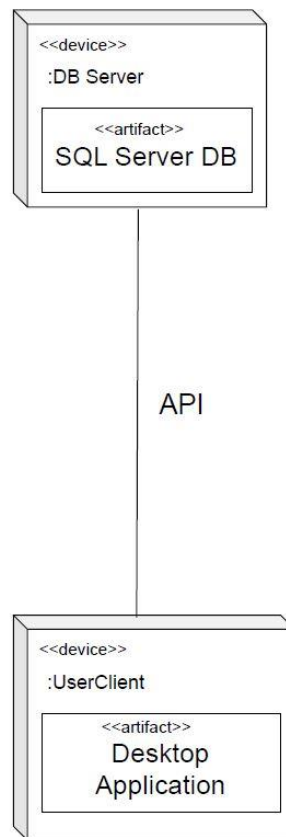 <<device>>
:DB Server
<<artifact>>
SQL Server DB
API
<<device>>
:UserClient
<<artifact>>
Desktop
Application